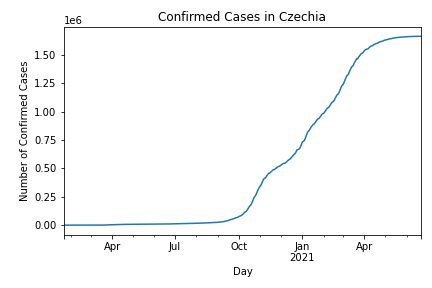 Confirmed Cases in Czechia
1e6
1.50
1.25
1.00
0.75
0.50
0.25
0.00
Number of Confirmed Cases
Apr
Jul
Oct
Jan
2021
Apr
Day